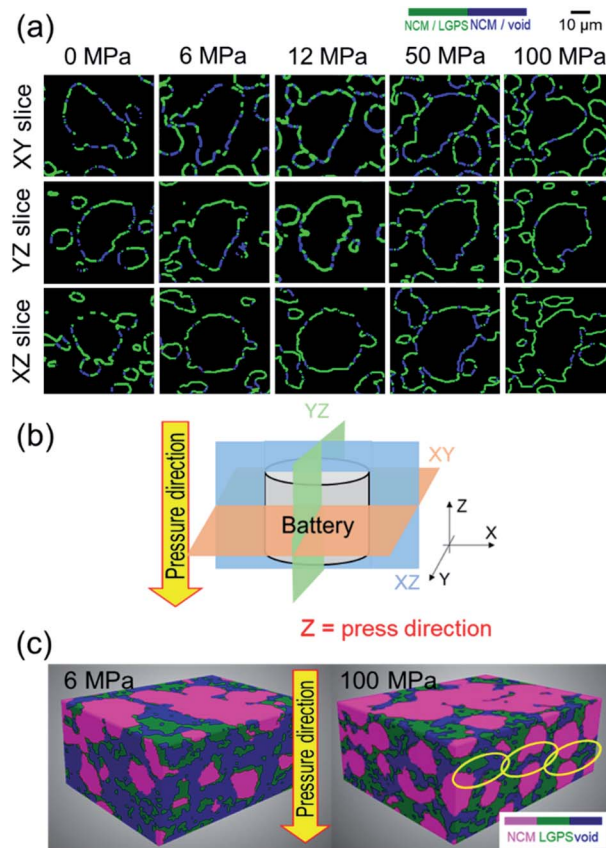 (a)
NCM / LGPS NCM / void 10 μm
0 MPa 6 MPa 12 MPa 50 MPa 100 MPa
XY slice
YZ slice
XZ slice
(b)
Pressure direction
YZ
XY
Battery
XZ
Z
X
Y
Z = press direction
(c)
6 MPa
Pressure direction
100 MPa
NCM LGPS void